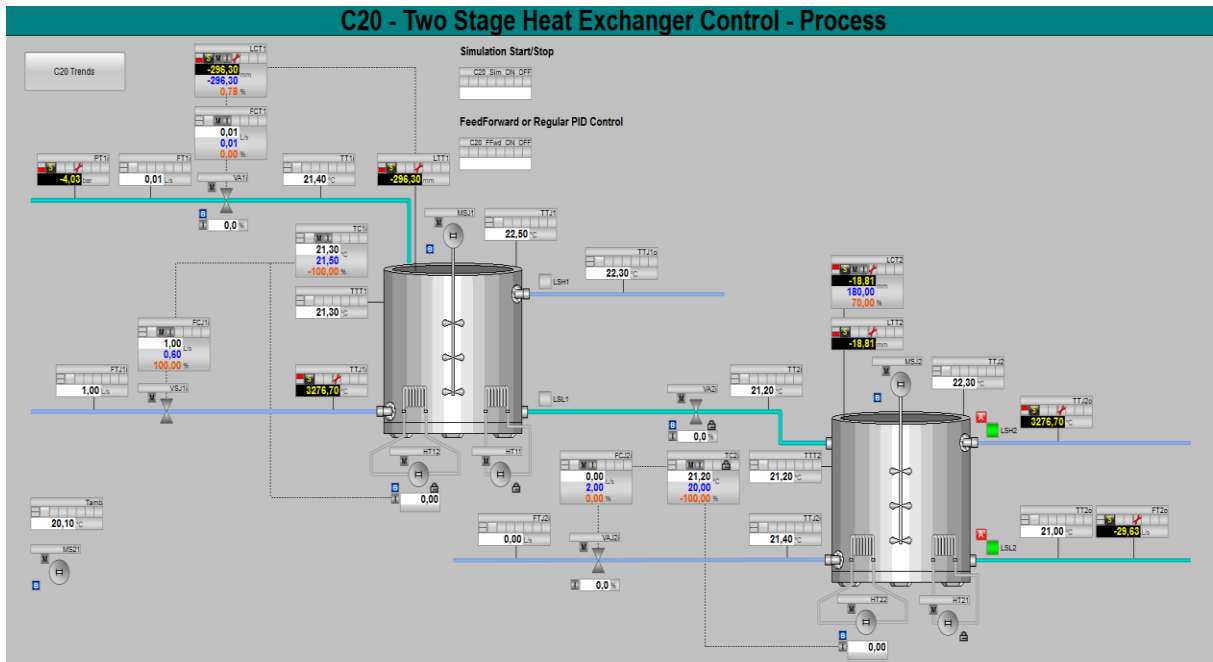 C20 - Two Stage Heat Exchanger Control - Process
C20 Trends
LCT1
S M I
-296,30 mm
-296,30
0,78 %
Simulation Start/Stop
C20_Sim_ON_OFF
FeedForward or Regular PID Control
C20_FFwd_ON_OFF
FCT1
M I
0,01 L/s
0,01
0,00 %
PT1i
S
-4,03 bar
FT1i
0,01 L/s
TT1i
21,40 °C
LTT1
S
-296,30 mm
VA1i
M
B
I 0,0 %
MSJ1
M
B
TTJ1
22,50 °C
TTJ1o
22,30 °C
LSH1
TC1i
M I
21,30 °C
21,50
-100,00 %
TTT1
21,30 °C
LCT2
S M I
-18,81 mm
180,00
70,00 %
LTT2
S
-18,81 mm
FCJ1i
M I
1,00 L/s
0,60
100,00 %
FTJ1i
1,00 L/s
VSJ1i
M
TTJ1i
S
3276,70 °C
LSL1
VA2i
M
B
I 0,0 %
TT2i
21,20 °C
MSJ2
M
B
TTJ2
22,30 °C
LSH2
TTJ2o
S
3276,70 °C
HT12
M
B
I 0,00
HT11
M
FCJ2i
M I
0,00 L/s
2,00
0,00 %
TC2i
M I
21,20 °C
20,00
-100,00 %
TTT2
21,20 °C
Tamb
20,10 °C
MS21
M
B
FTJ2i
0,00 L/s
VAJ2i
M
I 0,0 %
TTJ2i
21,40 °C
LSL2
TT2o
21,00 °C
FT2o
S
-29,63 L/s
HT22
M
B
I 0,00
HT21
M